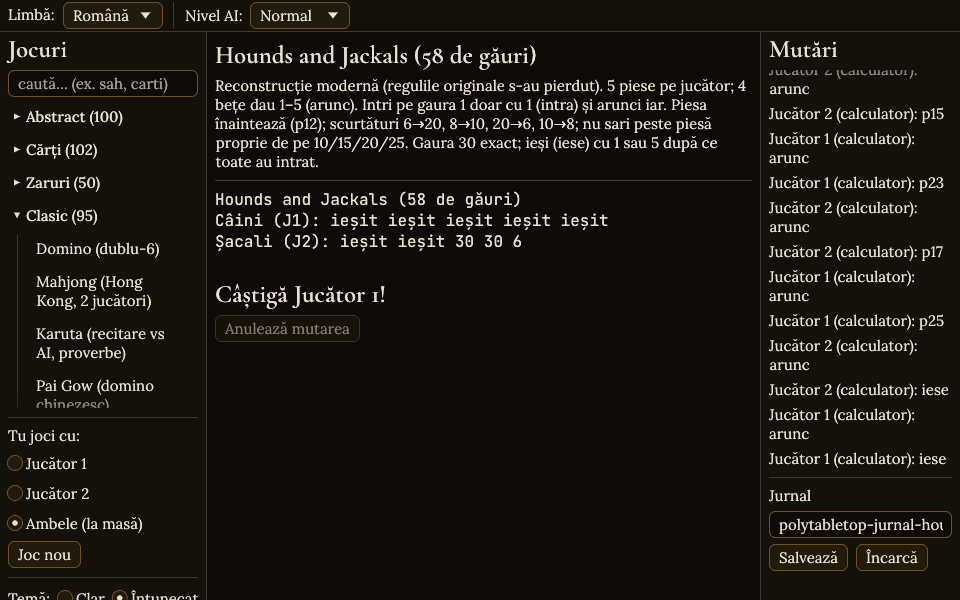 Limbă: Română ▼ Nivel AI: Normal ▼
Jocuri
caută... (ex. sah, carti)
▸ Abstract (100)
▸ Cărți (102)
▸ Zaruri (50)
▾ Clasic (95)
Domino (dublu-6)
Mahjong (Hong
Kong, 2 jucători)
Karuta (recitare vs
AI, proverbe)
Pai Gow (domino
chinezesc)
Tu joci cu:
Jucător 1
Jucător 2
Ambele (la masă)
Joc nou
Temă: Clar Întunecat
Hounds and Jackals (58 de găuri)
Reconstrucție modernă (regulile originale s-au pierdut). 5 piese pe jucător; 4
bețe dau 1–5 (arunc). Intri pe gaura 1 doar cu 1 (intra) și arunci iar. Piesa
înaintează (p12); scurtături 6→20, 8→10, 20→6, 10→8; nu sari peste piesă
proprie de pe 10/15/20/25. Gaura 30 exact; ieși (iese) cu 1 sau 5 după ce
toate au intrat.
Hounds and Jackals (58 de găuri)
Câini (J1): ieșit ieșit ieșit ieșit ieșit
Șacali (J2): ieșit ieșit 30 30 6
Câștigă Jucător 1!
Anulează mutarea
Mutări
Jucător 2 (calculator):
arunc
Jucător 2 (calculator): p15
Jucător 1 (calculator):
arunc
Jucător 1 (calculator): p23
Jucător 2 (calculator):
arunc
Jucător 2 (calculator): p17
Jucător 1 (calculator):
arunc
Jucător 1 (calculator): p25
Jucător 2 (calculator):
arunc
Jucător 2 (calculator): iese
Jucător 1 (calculator):
arunc
Jucător 1 (calculator): iese
Jurnal
polytabletop-jurnal-hou
Salvează Încarcă